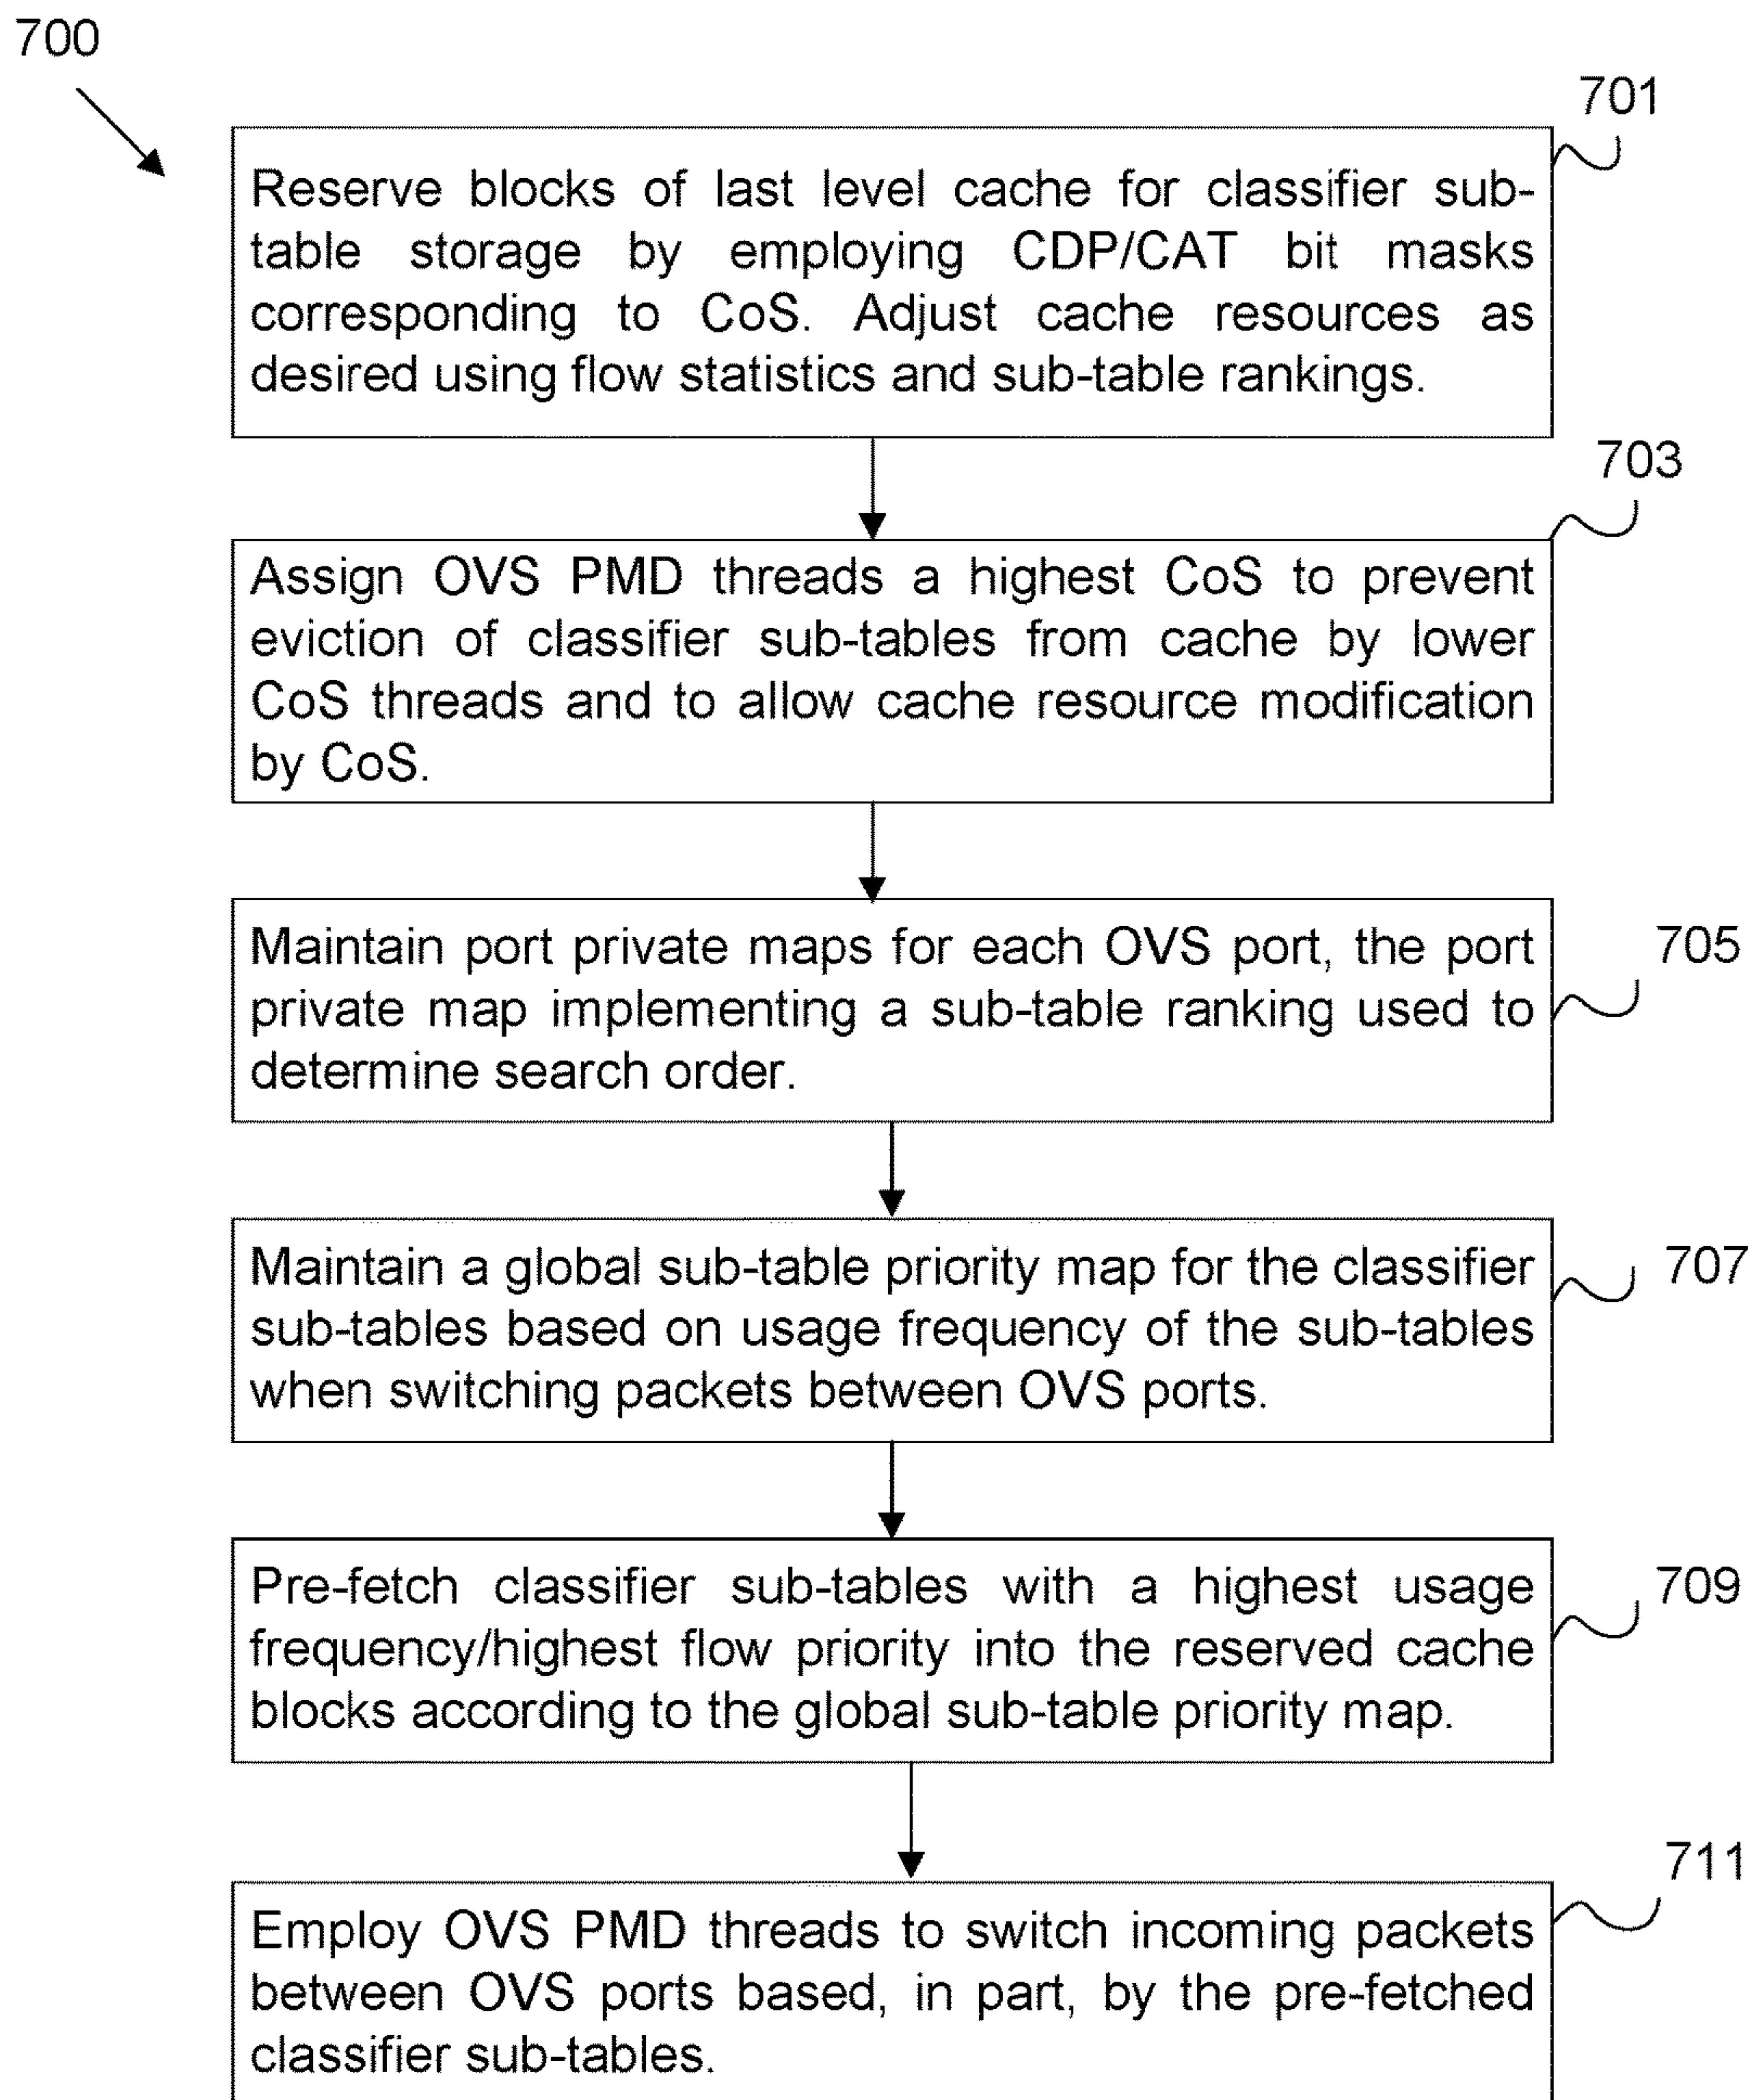 700
701
Reserve blocks of last level cache for classifier sub-
table storage by employing CDP/CAT bit masks
corresponding to CoS. Adjust cache resources as
desired using flow statistics and sub-table rankings.
703
Assign OVS PMD threads a highest CoS to prevent
eviction of classifier sub-tables from cache by lower
CoS threads and to allow cache resource modification
by CoS.
705
Maintain port private maps for each OVS port, the port
private map implementing a sub-table ranking used to
determine search order.
707
Maintain a global sub-table priority map for the classifier
sub-tables based on usage frequency of the sub-tables
when switching packets between OVS ports.
709
Pre-fetch classifier sub-tables with a highest usage
frequency/highest flow priority into the reserved cache
blocks according to the global sub-table priority map.
711
Employ OVS PMD threads to switch incoming packets
between OVS ports based, in part, by the pre-fetched
classifier sub-tables.